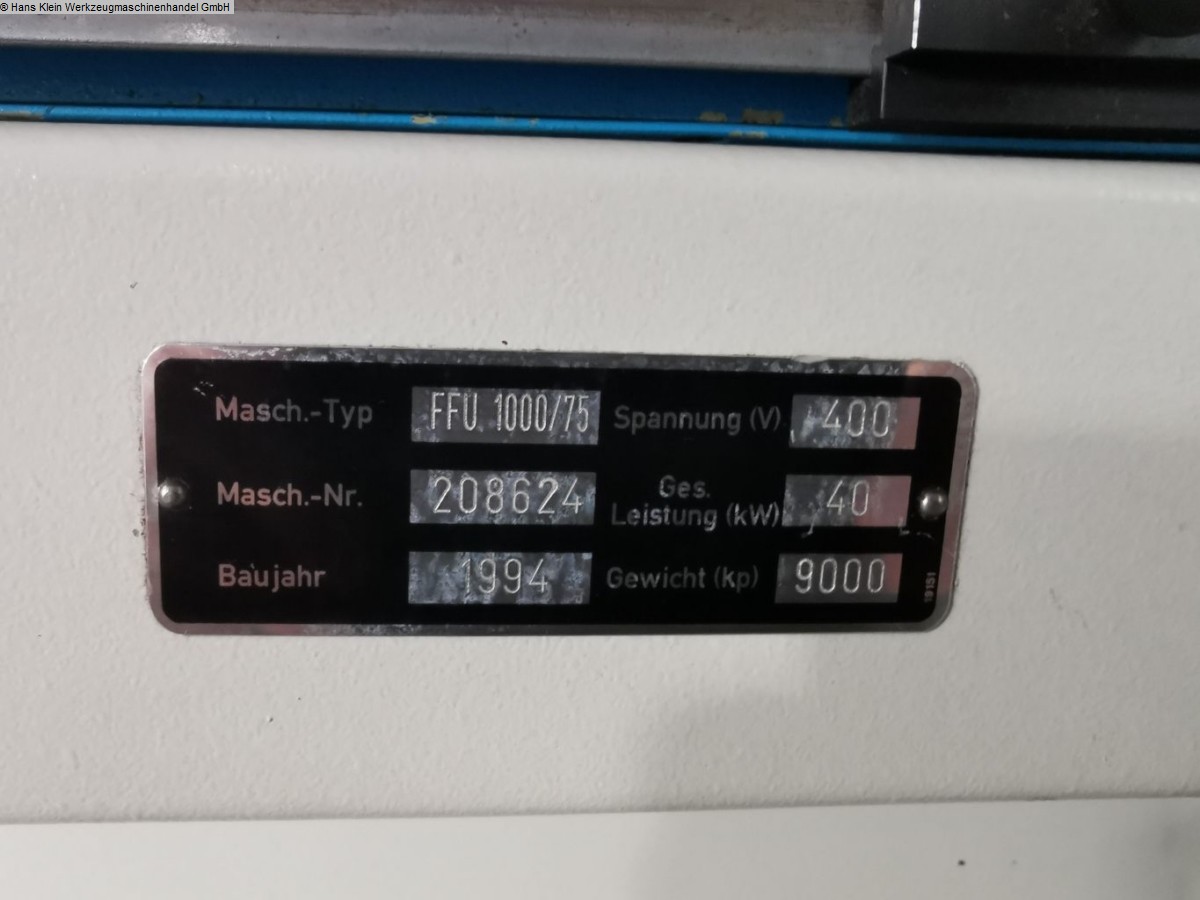 © Hans Klein Werkzeugmaschinenhandel GmbH
Masch.-Typ FFU 1000/75 Spannung (V) 400
Masch.-Nr. 208624 Ges. Leistung (kW) 40
Baujahr 1994 Gewicht (kp) 9000
19151